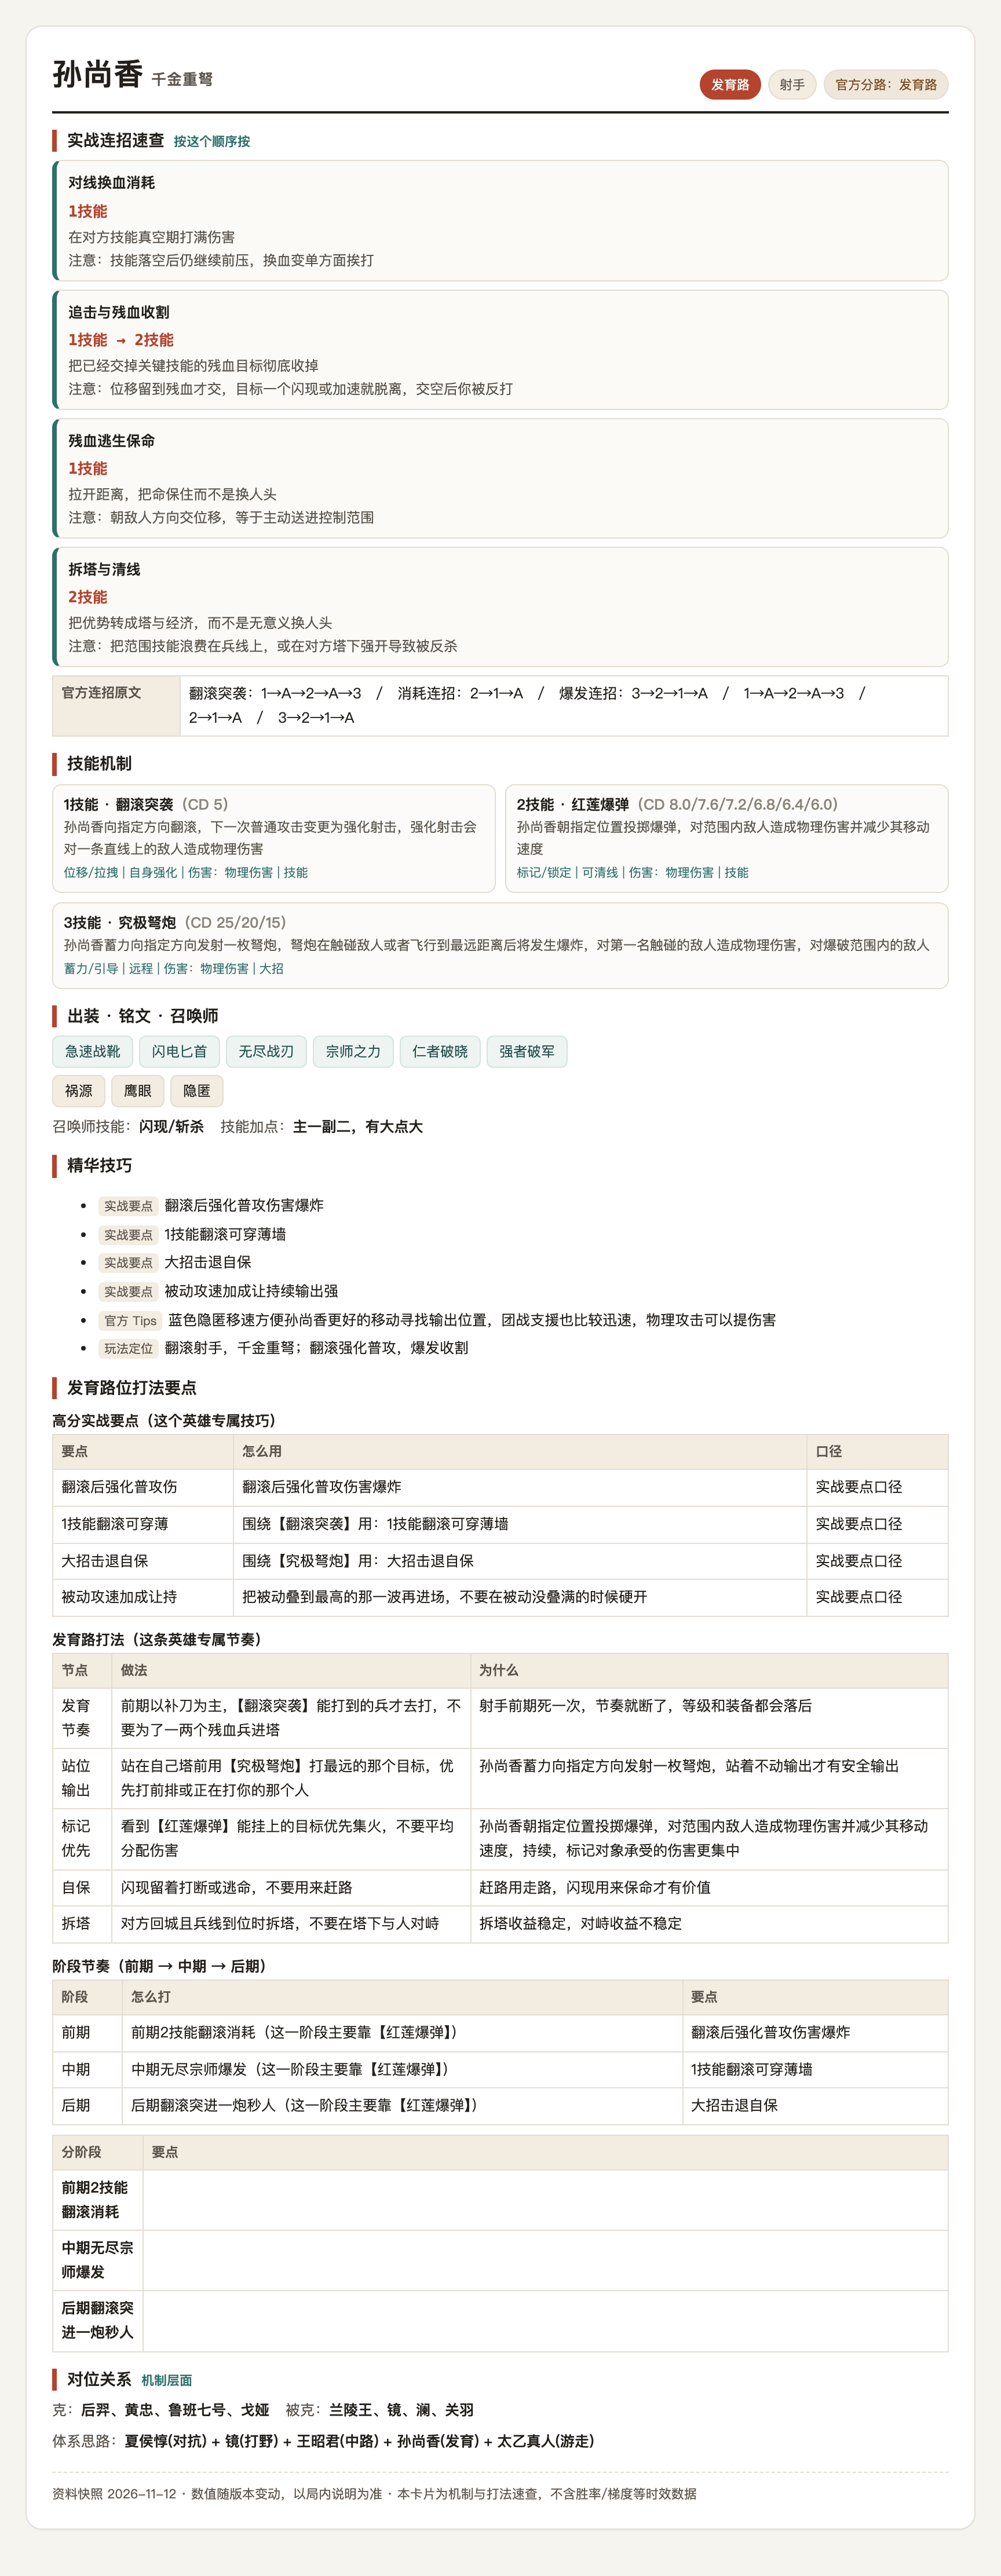 孙尚香 千金重弩
发育路 射手 官方分路：发育路
实战连招速查 按这个顺序按
对线换血消耗
1技能
在对方技能真空期打满伤害
注意：技能落空后仍继续前压，换血变单方面挨打
追击与残血收割
1技能 → 2技能
把已经交掉关键技能的残血目标彻底收掉
注意：位移留到残血才交，目标一个闪现或加速就脱离，交空后你被反打
残血逃生保命
1技能
拉开距离，把命保住而不是换人头
注意：朝敌人方向交位移，等于主动送进控制范围
拆塔与清线
2技能
把优势转成塔与经济，而不是无意义换人头
注意：把范围技能浪费在兵线上，或在对方塔下强开导致被反杀
官方连招原文 翻滚突袭：1→A→2→A→3 / 消耗连招：2→1→A / 爆发连招：3→2→1→A / 1→A→2→A→3 /
2→1→A / 3→2→1→A
技能机制
1技能 · 翻滚突袭（CD 5）
孙尚香向指定方向翻滚，下一次普通攻击变更为强化射击，强化射击会
对一条直线上的敌人造成物理伤害
位移/拉拽 | 自身强化 | 伤害：物理伤害 | 技能
2技能 · 红莲爆弹（CD 8.0/7.6/7.2/6.8/6.4/6.0）
孙尚香朝指定位置投掷爆弹，对范围内敌人造成物理伤害并减少其移动
速度
标记/锁定 | 可清线 | 伤害：物理伤害 | 技能
3技能 · 究极弩炮（CD 25/20/15）
孙尚香蓄力向指定方向发射一枚弩炮，弩炮在触碰敌人或者飞行到最远距离后将发生爆炸，对第一名触碰的敌人造成物理伤害，对爆破范围内的敌人
蓄力/引导 | 远程 | 伤害：物理伤害 | 大招
出装 · 铭文 · 召唤师
急速战靴 闪电匕首 无尽战刃 宗师之力 仁者破晓 强者破军
祸源 鹰眼 隐匿
召唤师技能：闪现/斩杀 技能加点：主一副二，有大点大
精华技巧
• 实战要点 翻滚后强化普攻伤害爆炸
• 实战要点 1技能翻滚可穿薄墙
• 实战要点 大招击退自保
• 实战要点 被动攻速加成让持续输出强
• 官方 Tips 蓝色隐匿移速方便孙尚香更好的移动寻找输出位置，团战支援也比较迅速，物理攻击可以提伤害
• 玩法定位 翻滚射手，千金重弩；翻滚强化普攻，爆发收割
发育路位打法要点
高分实战要点（这个英雄专属技巧）
要点 怎么用 口径
翻滚后强化普攻伤 翻滚后强化普攻伤害爆炸 实战要点口径
1技能翻滚可穿薄 围绕【翻滚突袭】用：1技能翻滚可穿薄墙 实战要点口径
大招击退自保 围绕【究极弩炮】用：大招击退自保 实战要点口径
被动攻速加成让持 把被动叠到最高的那一波再进场，不要在被动没叠满的时候硬开 实战要点口径
发育路打法（这条英雄专属节奏）
节点 做法 为什么
发育
节奏 前期以补刀为主，【翻滚突袭】能打到的兵才去打，不
要为了一两个残血兵进塔 射手前期死一次，节奏就断了，等级和装备都会落后
站位
输出 站在自己塔前用【究极弩炮】打最远的那个目标，优
先打前排或正在打你的那个人 孙尚香蓄力向指定方向发射一枚弩炮，站着不动输出才有安全输出
标记
优先 看到【红莲爆弹】能挂上的目标优先集火，不要平均
分配伤害 孙尚香朝指定位置投掷爆弹，对范围内敌人造成物理伤害并减少其移动
速度，持续，标记对象承受的伤害更集中
自保 闪现留着打断或逃命，不要用来赶路 赶路用走路，闪现用来保命才有价值
拆塔 对方回城且兵线到位时拆塔，不要在塔下与人对峙 拆塔收益稳定，对峙收益不稳定
阶段节奏（前期 → 中期 → 后期）
阶段 怎么打 要点
前期 前期2技能翻滚消耗（这一阶段主要靠【红莲爆弹】） 翻滚后强化普攻伤害爆炸
中期 中期无尽宗师爆发（这一阶段主要靠【红莲爆弹】） 1技能翻滚可穿薄墙
后期 后期翻滚突进一炮秒人（这一阶段主要靠【红莲爆弹】） 大招击退自保
分阶段 要点
前期2技能
翻滚消耗
中期无尽宗
师爆发
后期翻滚突
进一炮秒人
对位关系 机制层面
克：后羿、黄忠、鲁班七号、戈娅 被克：兰陵王、镜、澜、关羽
体系思路：夏侯惇(对抗) + 镜(打野) + 王昭君(中路) + 孙尚香(发育) + 太乙真人(游走)
资料快照 2026-11-12 · 数值随版本变动，以局内说明为准 · 本卡片为机制与打法速查，不含胜率/梯度等时效数据